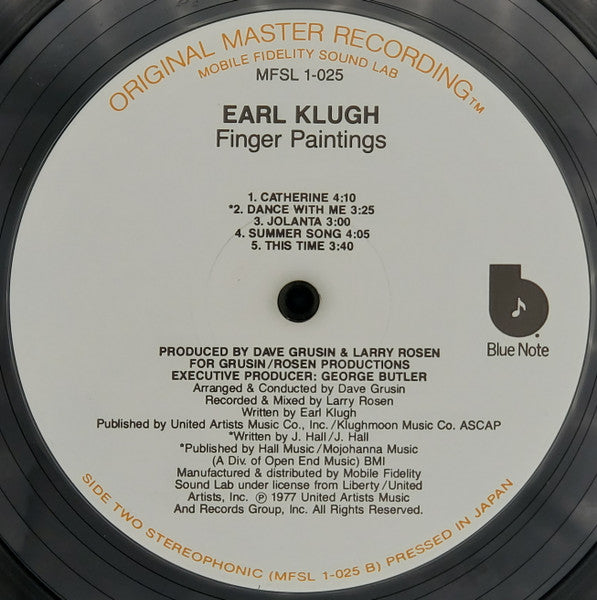 ORIGINAL MASTER RECORDING™
MOBILE FIDELITY SOUND LAB
MFSL 1-025
EARL KLUGH
Finger Paintings
1. CATHERINE 4:10
*2. DANCE WITH ME 3:25
3. JOLANTA 3:00
4. SUMMER SONG 4:05
5. THIS TIME 3:40
b
Blue Note
PRODUCED BY DAVE GRUSIN & LARRY ROSEN
FOR GRUSIN/ROSEN PRODUCTIONS
EXECUTIVE PRODUCER: GEORGE BUTLER
Arranged & Conducted by Dave Grusin
Recorded & Mixed by Larry Rosen
Written by Earl Klugh
Published by United Artists Music Co., Inc./Klughmoon Music Co. ASCAP
*Written by J. Hall/J. Hall
*Published by Hall Music/Mojohanna Music
(A Div. of Open End Music) BMI
Manufactured & distributed by Mobile Fidelity
Sound Lab under license from Liberty/United
Artists, Inc. ℗ 1977 United Artists Music
And Records Group, Inc. All Rights Reserved.
SIDE TWO STEREOPHONIC (MFSL 1-025 B) PRESSED IN JAPAN